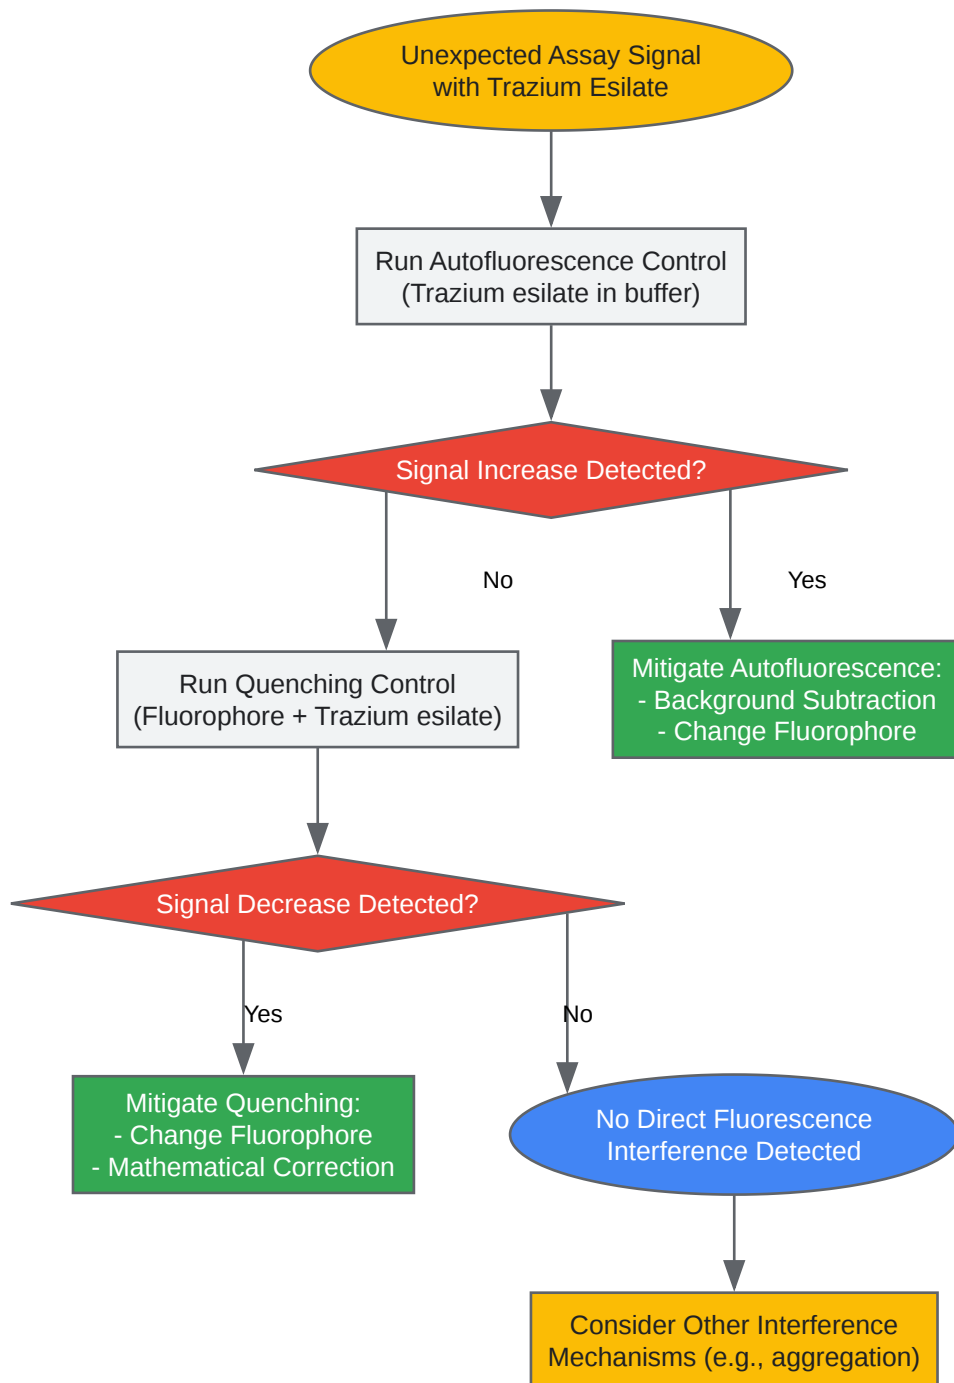 Unexpected Assay Signal
with Trazium Esilate
Run Autofluorescence Control
(Trazium esilate in buffer)
Signal Increase Detected?
No
Yes
Run Quenching Control
(Fluorophore + Trazium esilate)
Mitigate Autofluorescence:
- Background Subtraction
- Change Fluorophore
Signal Decrease Detected?
Yes
No
Mitigate Quenching:
- Change Fluorophore
- Mathematical Correction
No Direct Fluorescence
Interference Detected
Consider Other Interference
Mechanisms (e.g., aggregation)